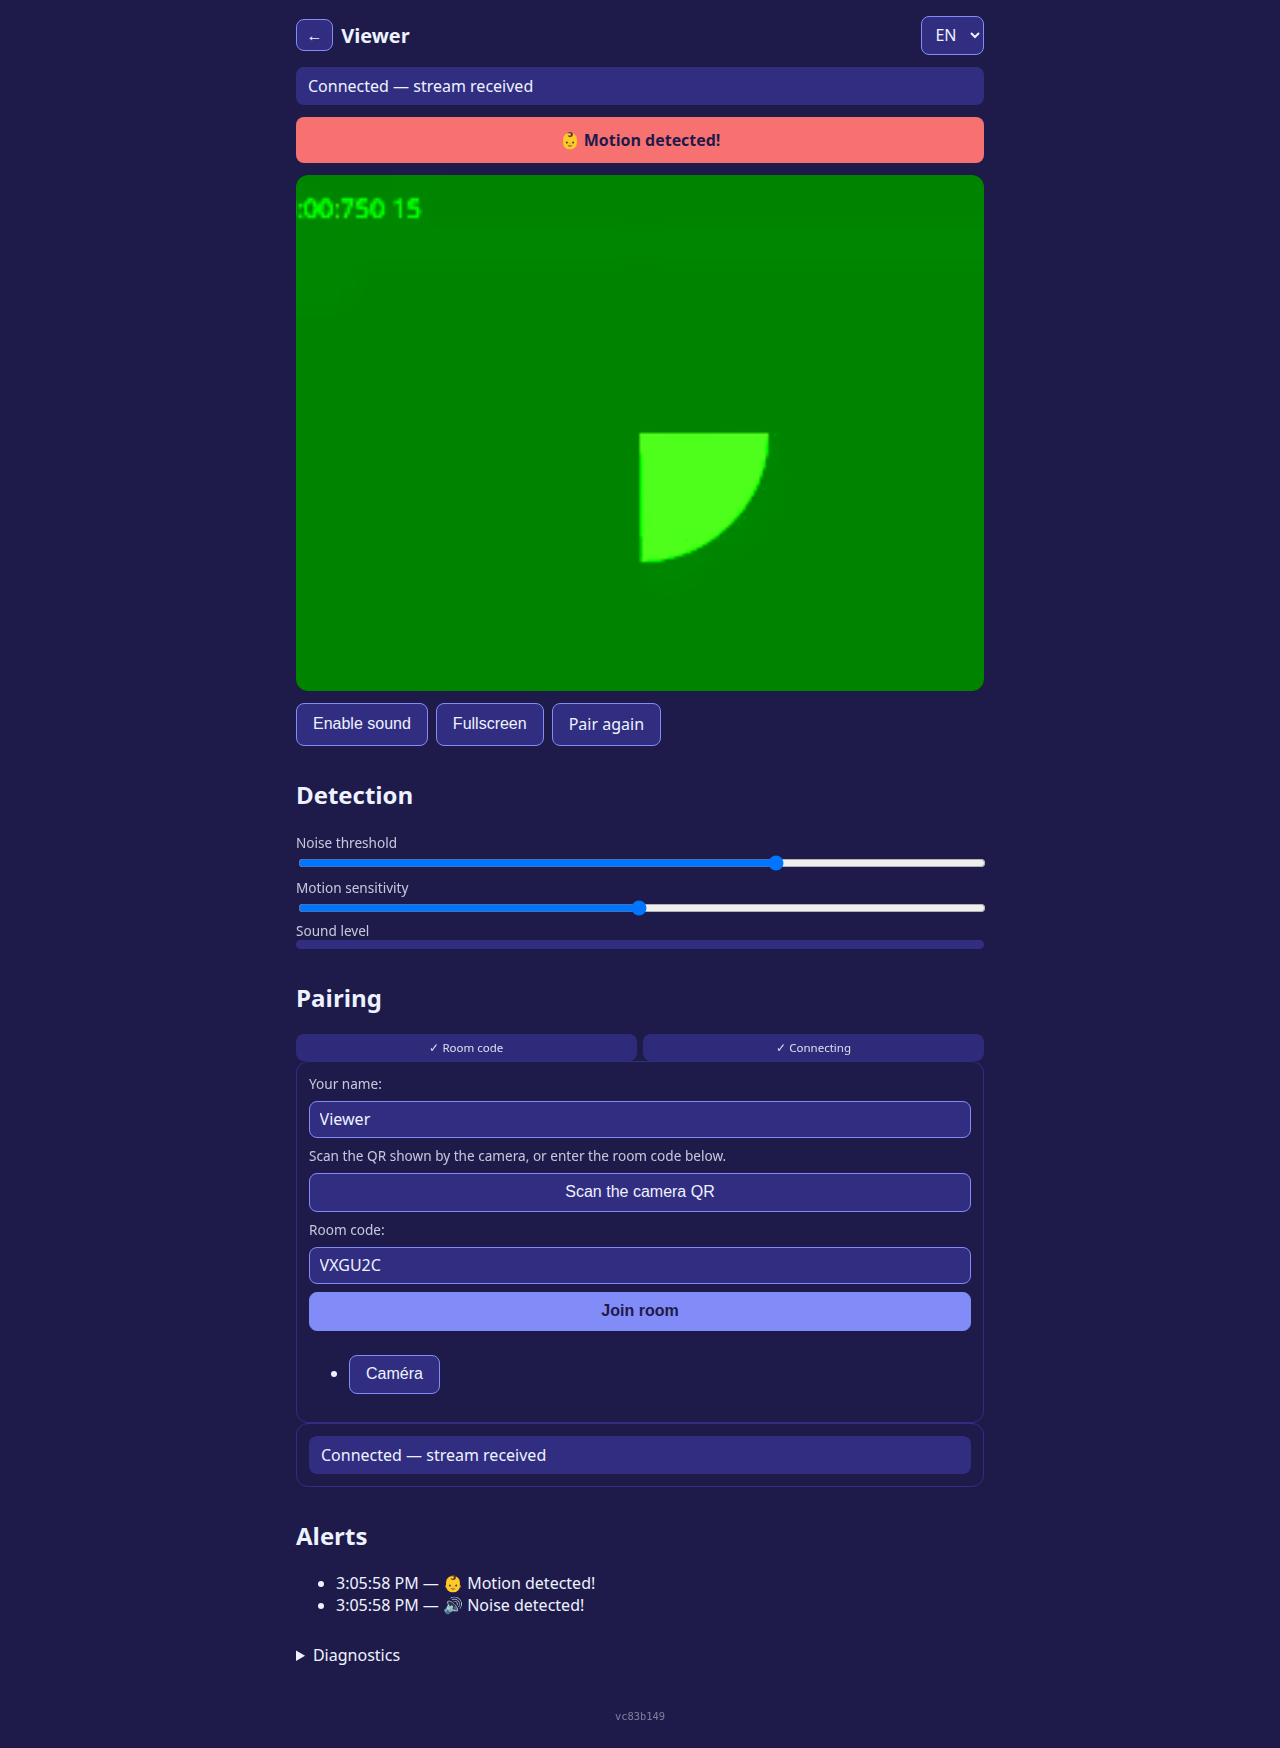 ← Viewer
EN
Connected — stream received
👶 Motion detected!
:00:750 15
Enable sound
Fullscreen
Pair again
Detection
Noise threshold
Motion sensitivity
Sound level
Pairing
✓ Room code
✓ Connecting
Your name:
Viewer
Scan the QR shown by the camera, or enter the room code below.
Scan the camera QR
Room code:
VXGU2C
Join room
• Caméra
Connected — stream received
Alerts
• 3:05:58 PM — 👶 Motion detected!
• 3:05:58 PM — 🔊 Noise detected!
▶ Diagnostics
vc83b149